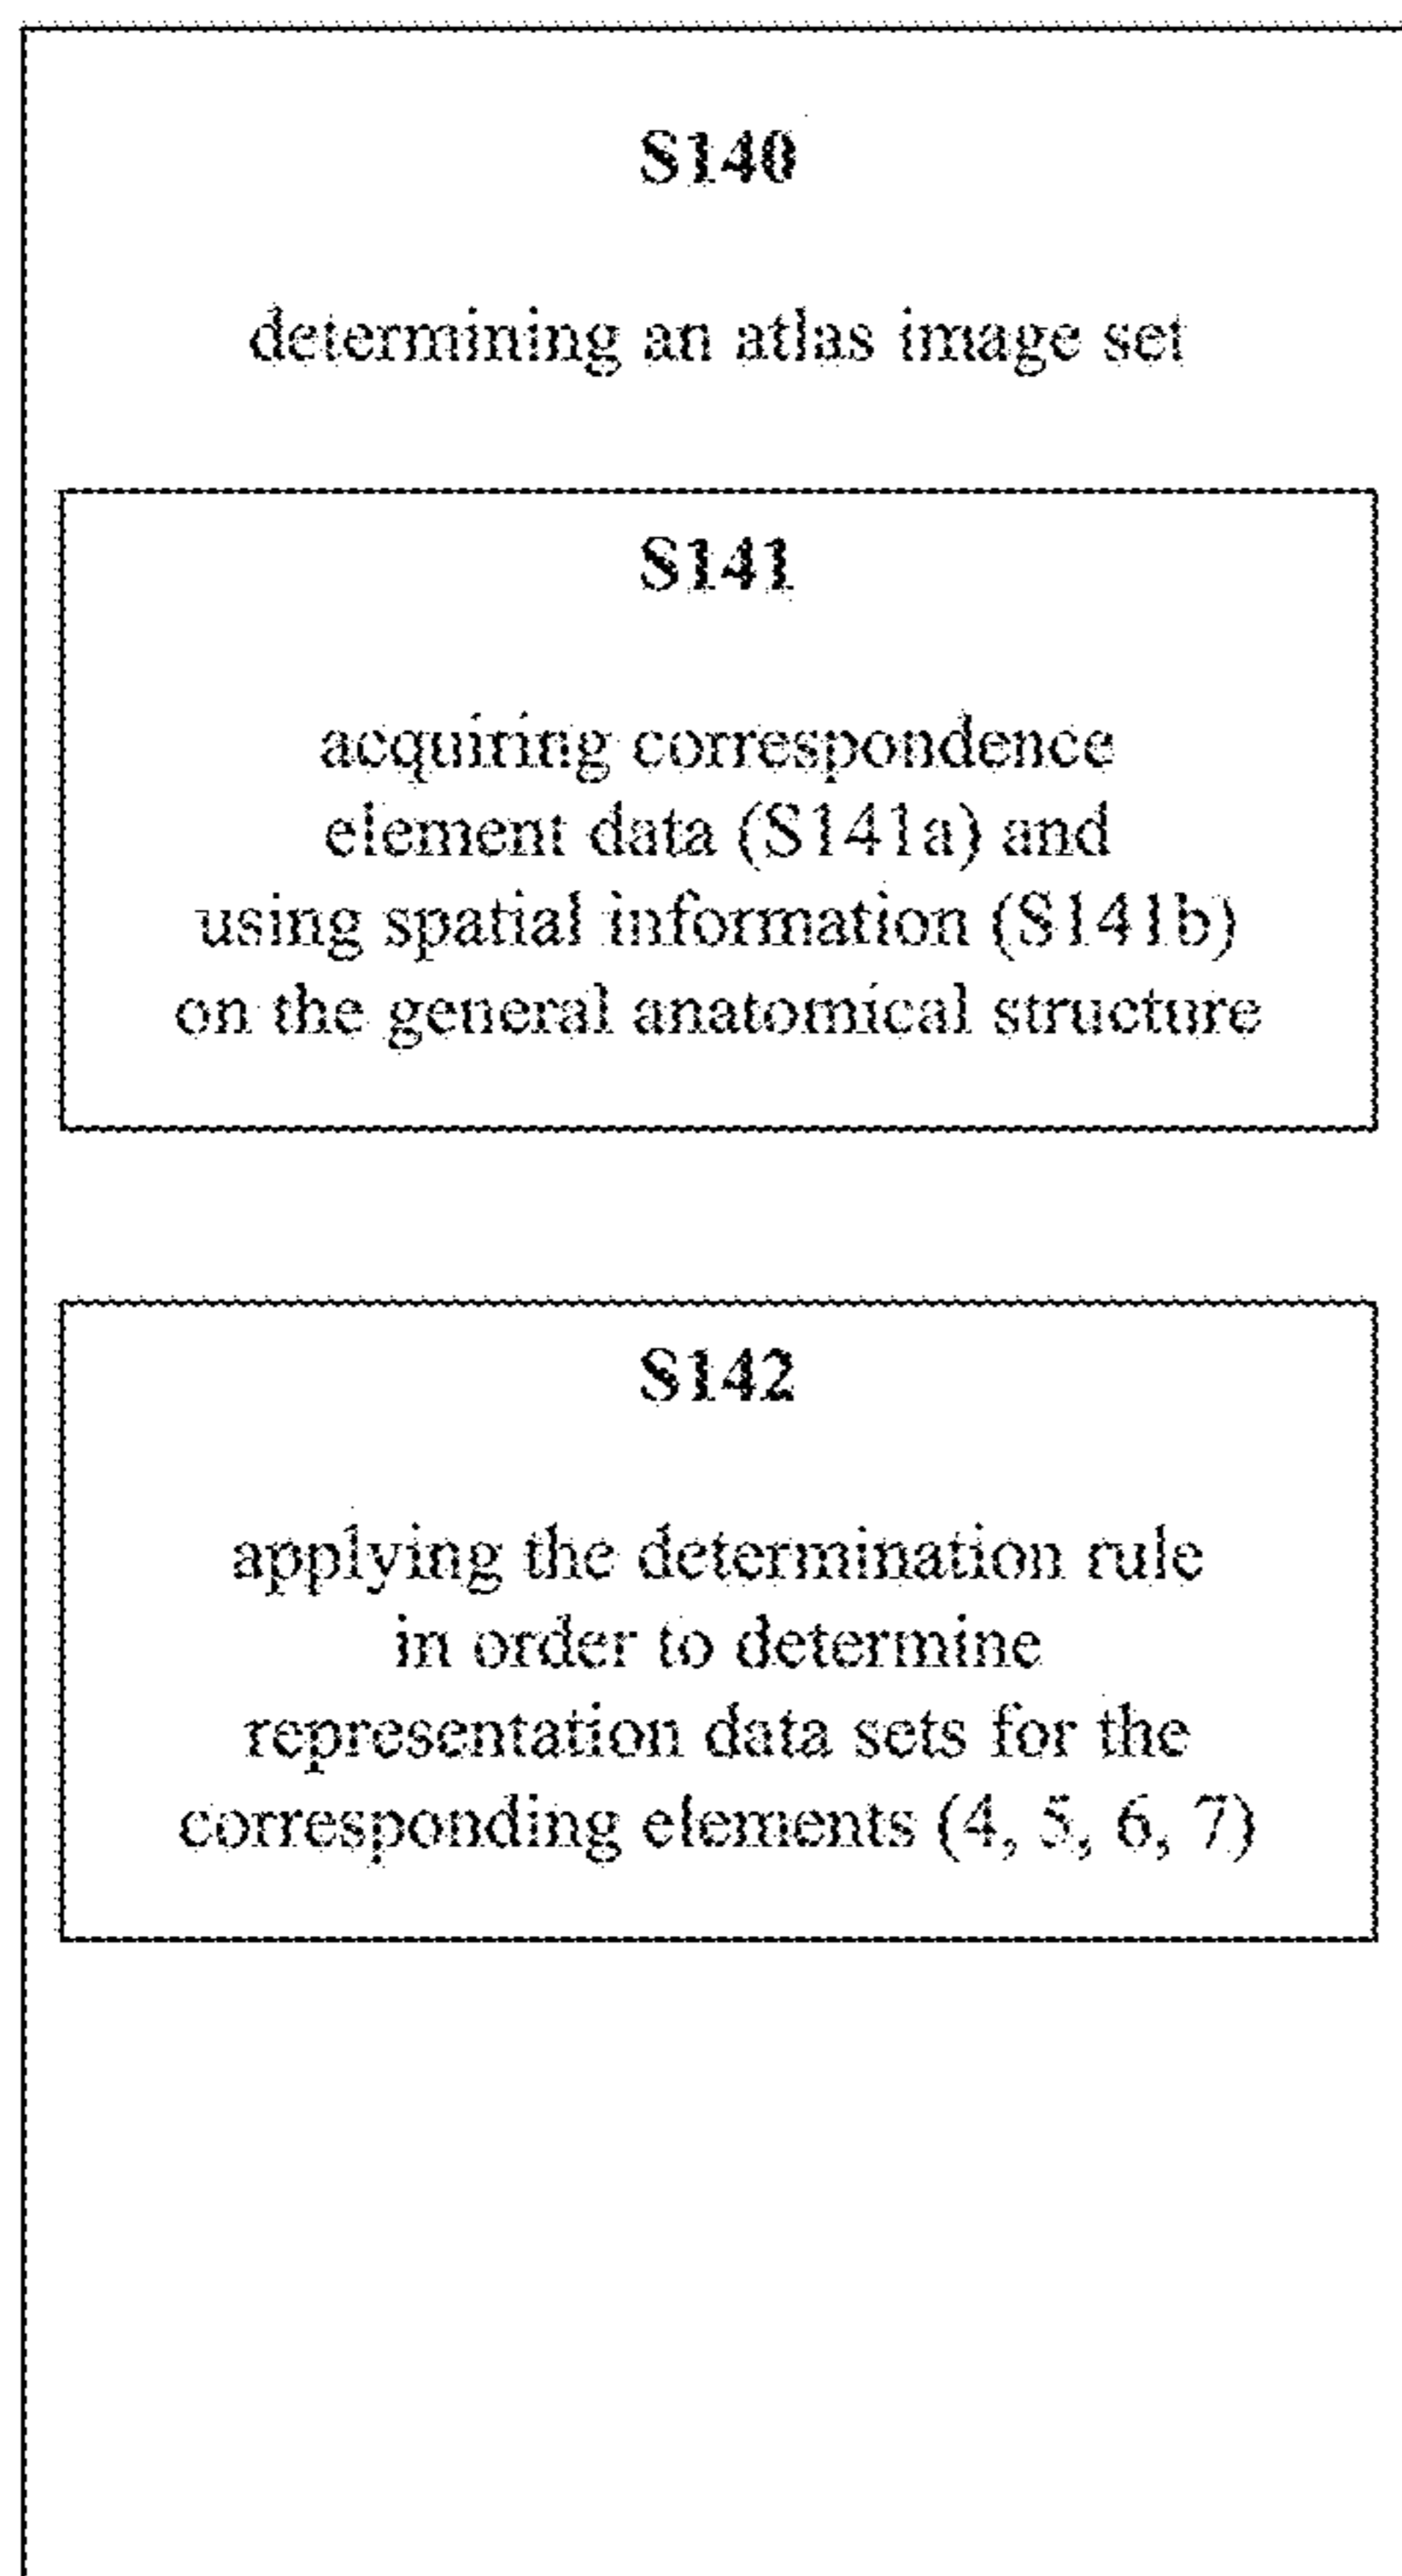 S140
determining an atlas image set
S141
acquiring correspondence
element data (S141a) and
using spatial information (S141b)
on the general anatomical structure
S142
applying the determination rule
in order to determine
representation data sets for the
corresponding elements (4, 5, 6, 7)